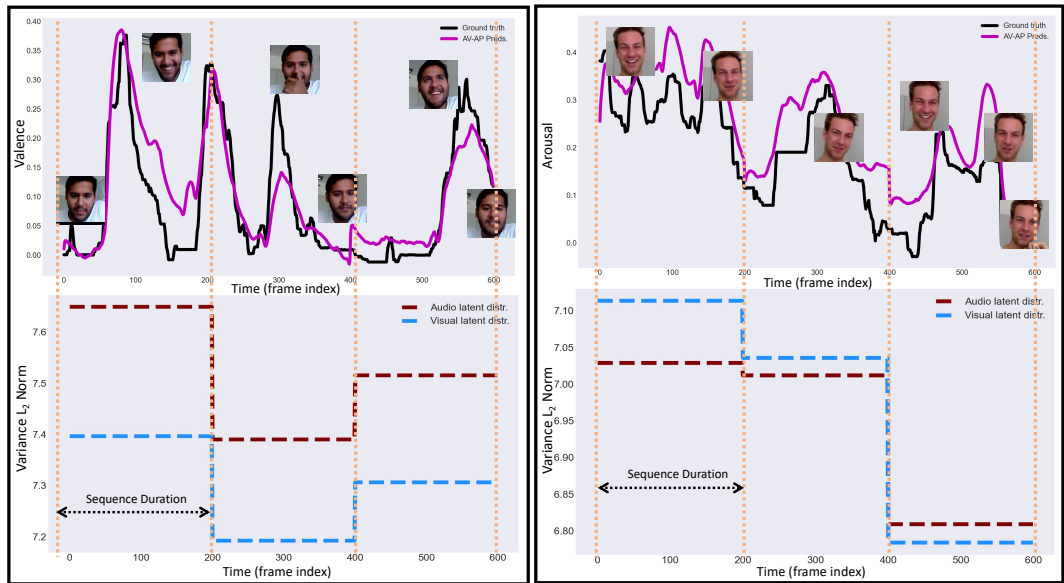 0.40
0.35
0.30
0.25
0.20
0.15
0.10
0.05
0.00
Valence
Ground truth
AV-AP Preds.
0 100 200 300 400 500 600
Time (frame index)
7.6
7.5
7.4
7.3
7.2
Variance L₂ Norm
Audio latent distr.
Visual latent distr.
Sequence Duration
0 100 200 300 400 500 600
Time (frame index)
0.4
0.3
0.2
0.1
0.0
Arousal
Ground truth
AV-AP Preds.
0 100 200 300 400 500 600
Time (frame index)
7.10
7.05
7.00
6.95
6.90
6.85
6.80
Variance L₂ Norm
Audio latent distr.
Visual latent distr.
Sequence Duration
0 100 200 300 400 500 600
Time (frame index)